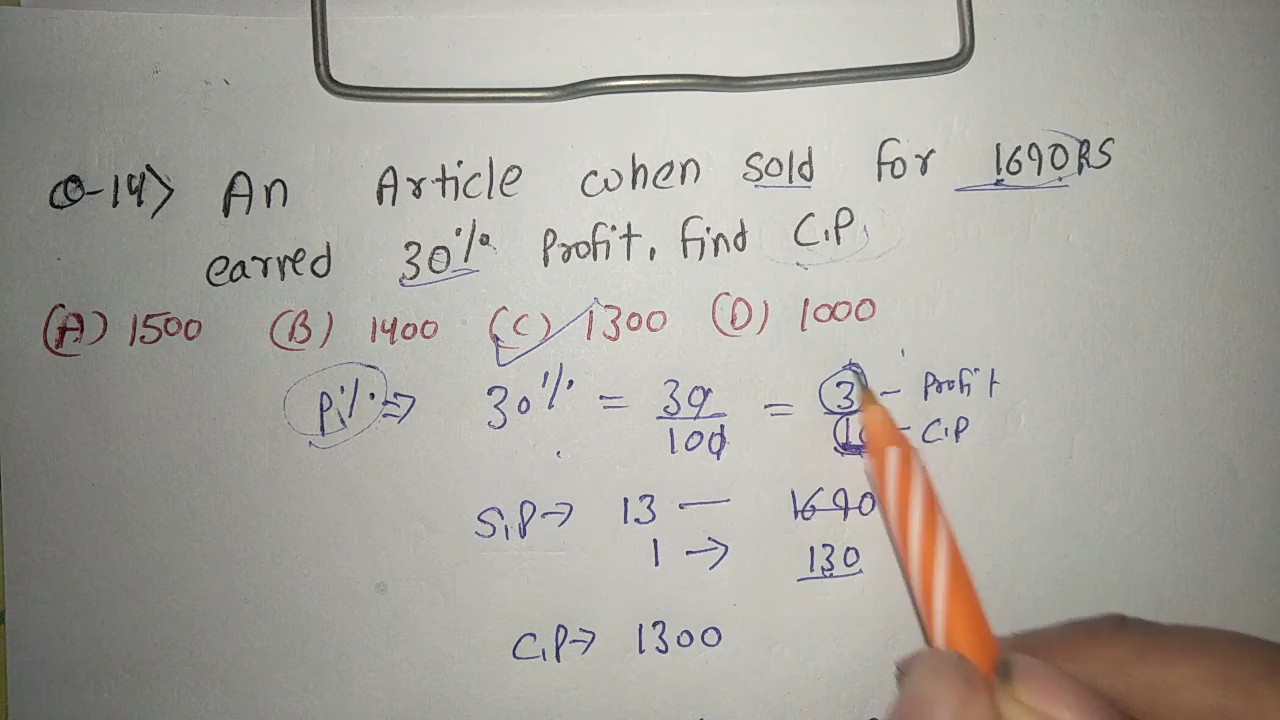 Q-14> An Article when sold for 1690RS
earned 30% Profit. find C.P.
(A) 1500 (B) 1400 (C) 1300 (D) 1000
P.% ⇒ 30% = 30/100 = 3/10 - Profit - C.P
S.P → 13 — 1690
1 → 130
C.P → 1300